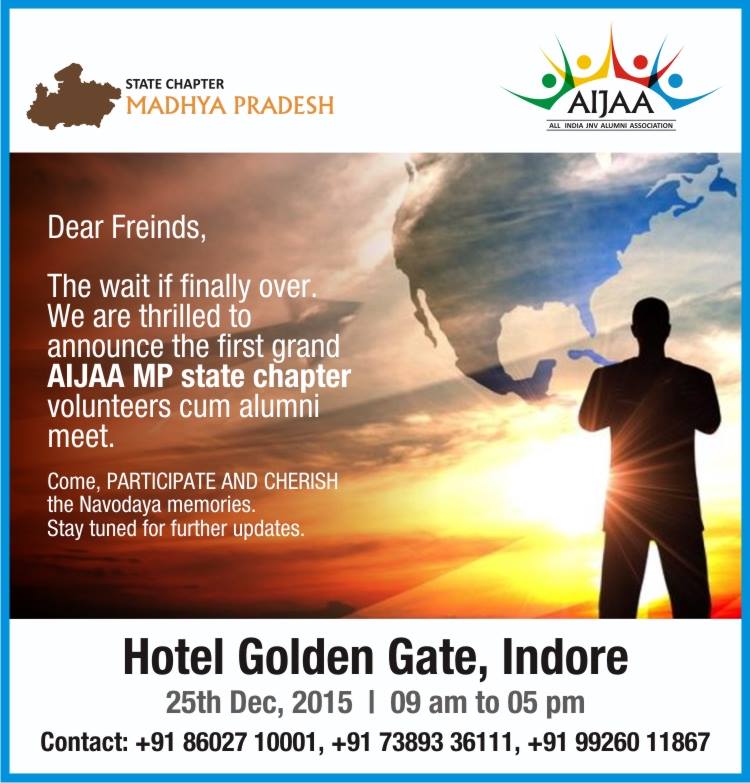 STATE CHAPTER
MADHYA PRADESH
AIJAA
ALL INDIA JNV ALUMNI ASSOCIATION
Dear Freinds,
The wait if finally over.
We are thrilled to
announce the first grand
AIJAA MP state chapter
volunteers cum alumni
meet.
Come, PARTICIPATE AND CHERISH
the Navodaya memories.
Stay tuned for further updates.
Hotel Golden Gate, Indore
25th Dec, 2015 | 09 am to 05 pm
Contact: +91 86027 10001, +91 73893 36111, +91 99260 11867